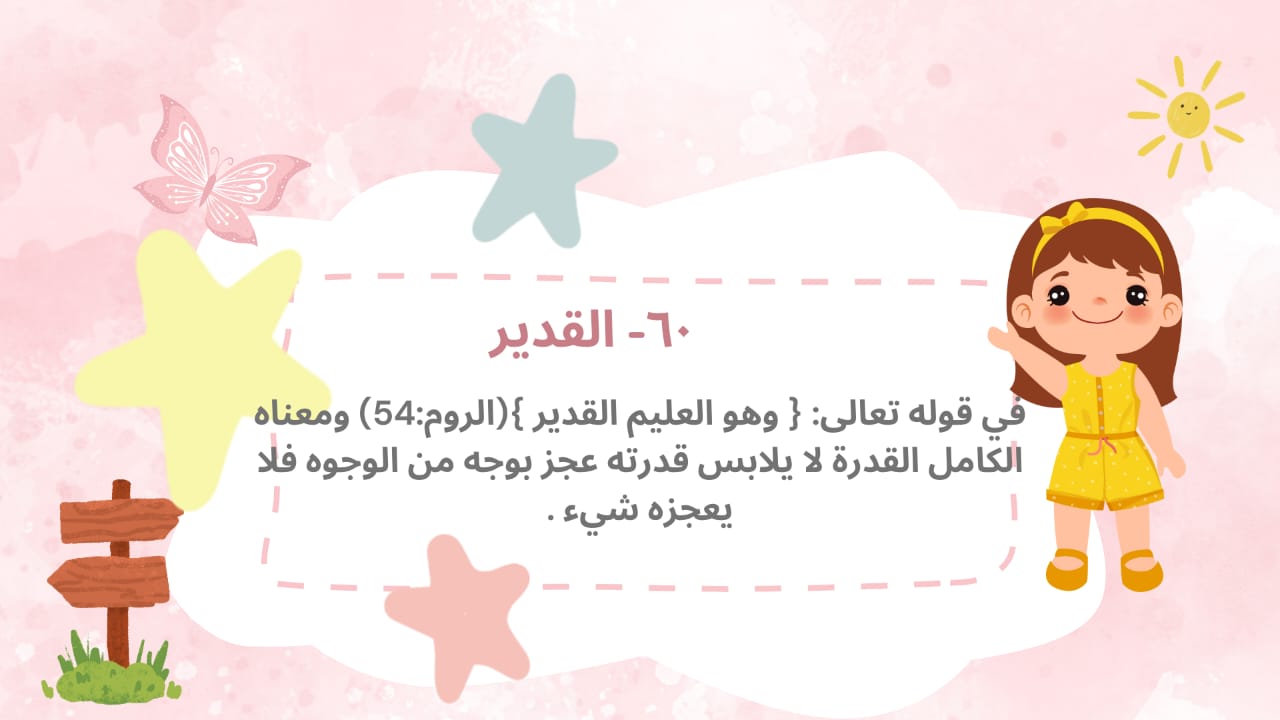 ٦٠- القدير
في قوله تعالى: { وهو العليم القدير }(الروم:54) ومعناه
الكامل القدرة لا يلابس قدرته عجز بوجه من الوجوه فلا
يعجزه شيء .